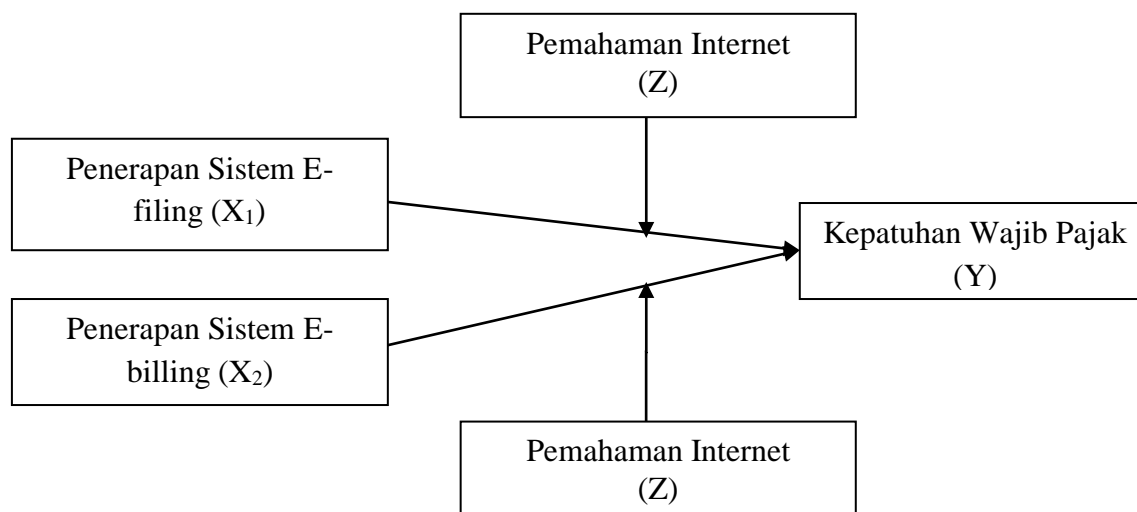 Pemahaman Internet
(Z)
Penerapan Sistem E-
filing (X₁)
Kepatuhan Wajib Pajak
(Y)
Penerapan Sistem E-
billing (X₂)
Pemahaman Internet
(Z)